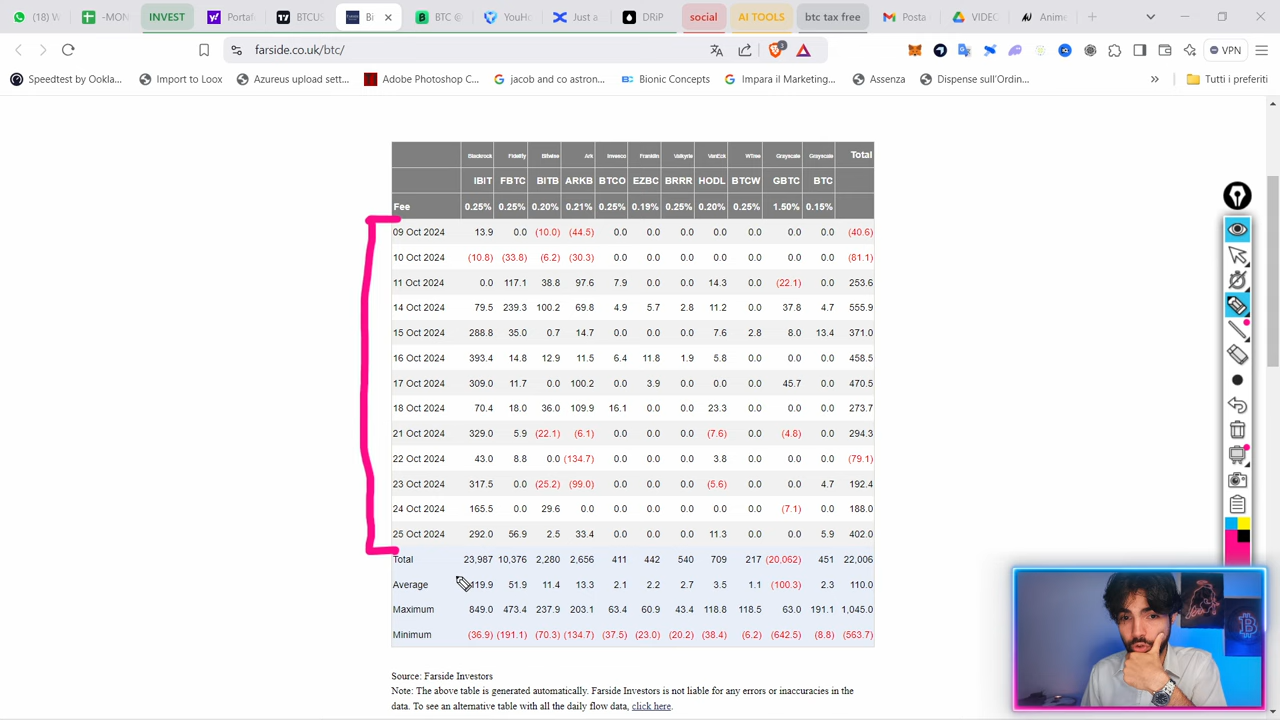 (18) W -MON INVEST Portaf BTCUS Bi BTC @ YouHo Just a DRiP social AI TOOLS btc tax free Posta VIDEO Anime
farside.co.uk/btc/ VPN
Speedtest by Ookla... Import to Loox Azureus upload sett... Adobe Photoshop C... jacob and co astron... Bionic Concepts Impara il Marketing... Assenza Dispense sull'Ordin... Tutti i preferiti
Blackrock Fidelity Bitwise Ark Invesco Franklin Valkyrie VanEck WTree Grayscale Grayscale Total
IBIT FBTC BITB ARKB BTCO EZBC BRRR HODL BTCW GBTC BTC
Fee 0.25% 0.25% 0.20% 0.21% 0.25% 0.19% 0.25% 0.20% 0.25% 1.50% 0.15%
09 Oct 2024 13.9 0.0 (10.0) (44.5) 0.0 0.0 0.0 0.0 0.0 0.0 0.0 (40.6)
10 Oct 2024 (10.8) (33.8) (6.2) (30.3) 0.0 0.0 0.0 0.0 0.0 0.0 0.0 (81.1)
11 Oct 2024 0.0 117.1 38.8 97.6 7.9 0.0 0.0 14.3 0.0 (22.1) 0.0 253.6
14 Oct 2024 79.5 239.3 100.2 69.8 4.9 5.7 2.8 11.2 0.0 37.8 4.7 555.9
15 Oct 2024 288.8 35.0 0.7 14.7 0.0 0.0 0.0 7.6 2.8 8.0 13.4 371.0
16 Oct 2024 393.4 14.8 12.9 11.5 6.4 11.8 1.9 5.8 0.0 0.0 0.0 458.5
17 Oct 2024 309.0 11.7 0.0 100.2 0.0 3.9 0.0 0.0 0.0 45.7 0.0 470.5
18 Oct 2024 70.4 18.0 36.0 109.9 16.1 0.0 0.0 23.3 0.0 0.0 0.0 273.7
21 Oct 2024 329.0 5.9 (22.1) (6.1) 0.0 0.0 0.0 (7.6) 0.0 (4.8) 0.0 294.3
22 Oct 2024 43.0 8.8 0.0 (134.7) 0.0 0.0 0.0 3.8 0.0 0.0 0.0 (79.1)
23 Oct 2024 317.5 0.0 (25.2) (99.0) 0.0 0.0 0.0 (5.6) 0.0 0.0 4.7 192.4
24 Oct 2024 165.5 0.0 29.6 0.0 0.0 0.0 0.0 0.0 0.0 (7.1) 0.0 188.0
25 Oct 2024 292.0 56.9 2.5 33.4 0.0 0.0 0.0 11.3 0.0 0.0 5.9 402.0
Total 23,987 10,376 2,280 2,656 411 442 540 709 217 (20,062) 451 22,006
Average 119.9 51.9 11.4 13.3 2.1 2.2 2.7 3.5 1.1 (100.3) 2.3 110.0
Maximum 849.0 473.4 237.9 203.1 63.4 60.9 43.4 118.8 118.5 63.0 191.1 1,045.0
Minimum (36.9) (191.1) (70.3) (134.7) (37.5) (23.0) (20.2) (38.4) (6.2) (642.5) (8.8) (563.7)
Source: Farside Investors
Note: The above table is generated automatically. Farside Investors is not liable for any errors or inaccuracies in the
data. To see an alternative table with all the daily flow data, click here.